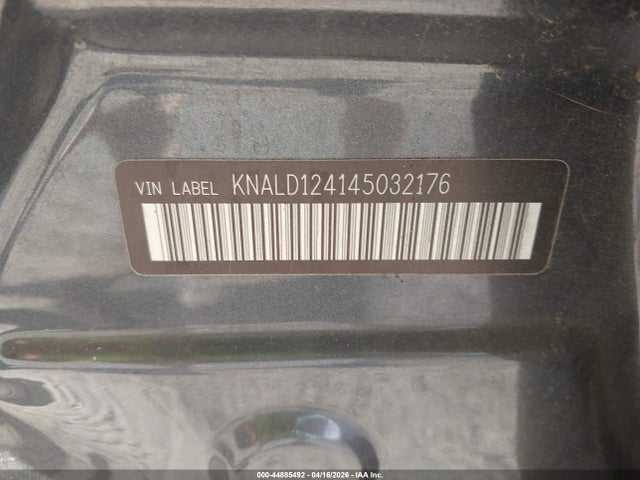 VIN LABEL KNALD124145032176
000-44885492 - 04/16/2026 - IAA Inc.